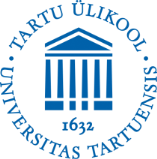 TARTU ÜLIKOOL
1632
UNIVERSITAS TARTUENSIS